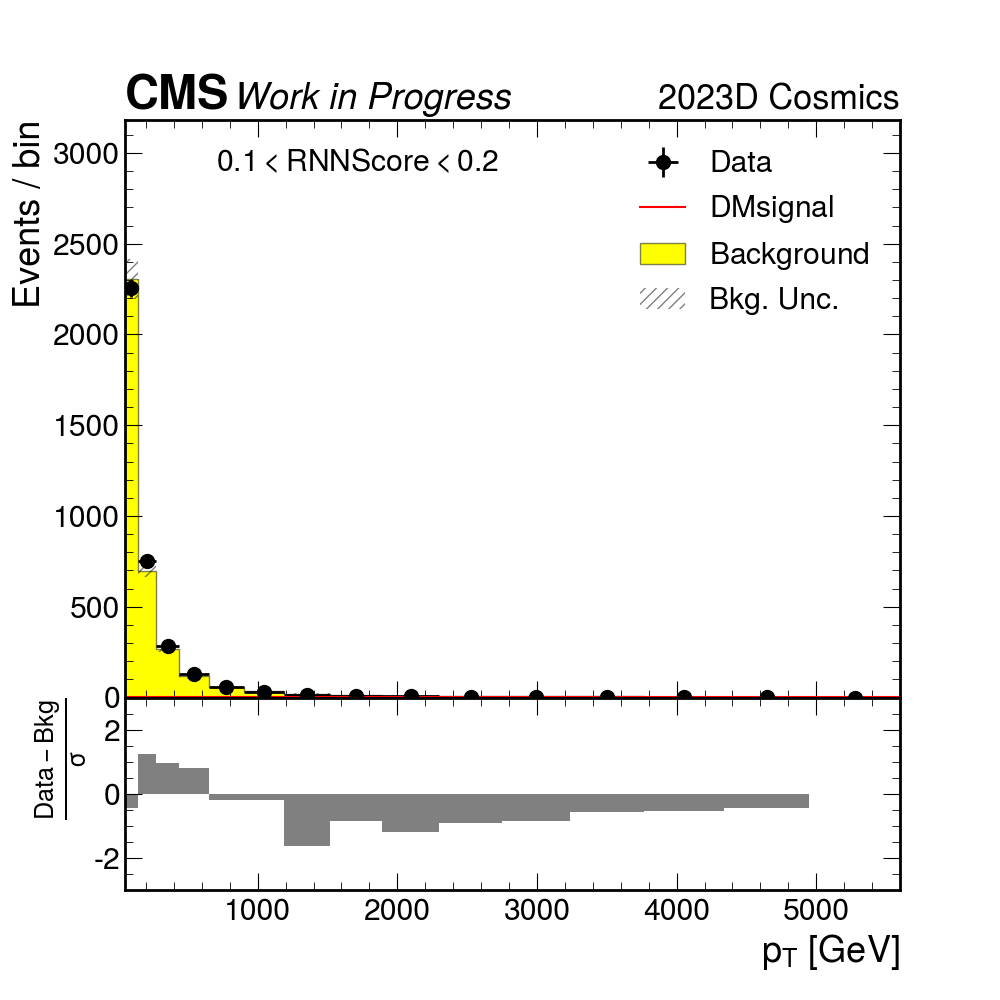 CMS Work in Progress 2023D Cosmics
0.1 < RNNScore < 0.2
Data
DMsignal
Background
Bkg. Unc.
Events / bin
3000
2500
2000
1500
1000
500
0
Data – Bkg
σ
2
0
-2
1000 2000 3000 4000 5000
pT [GeV]